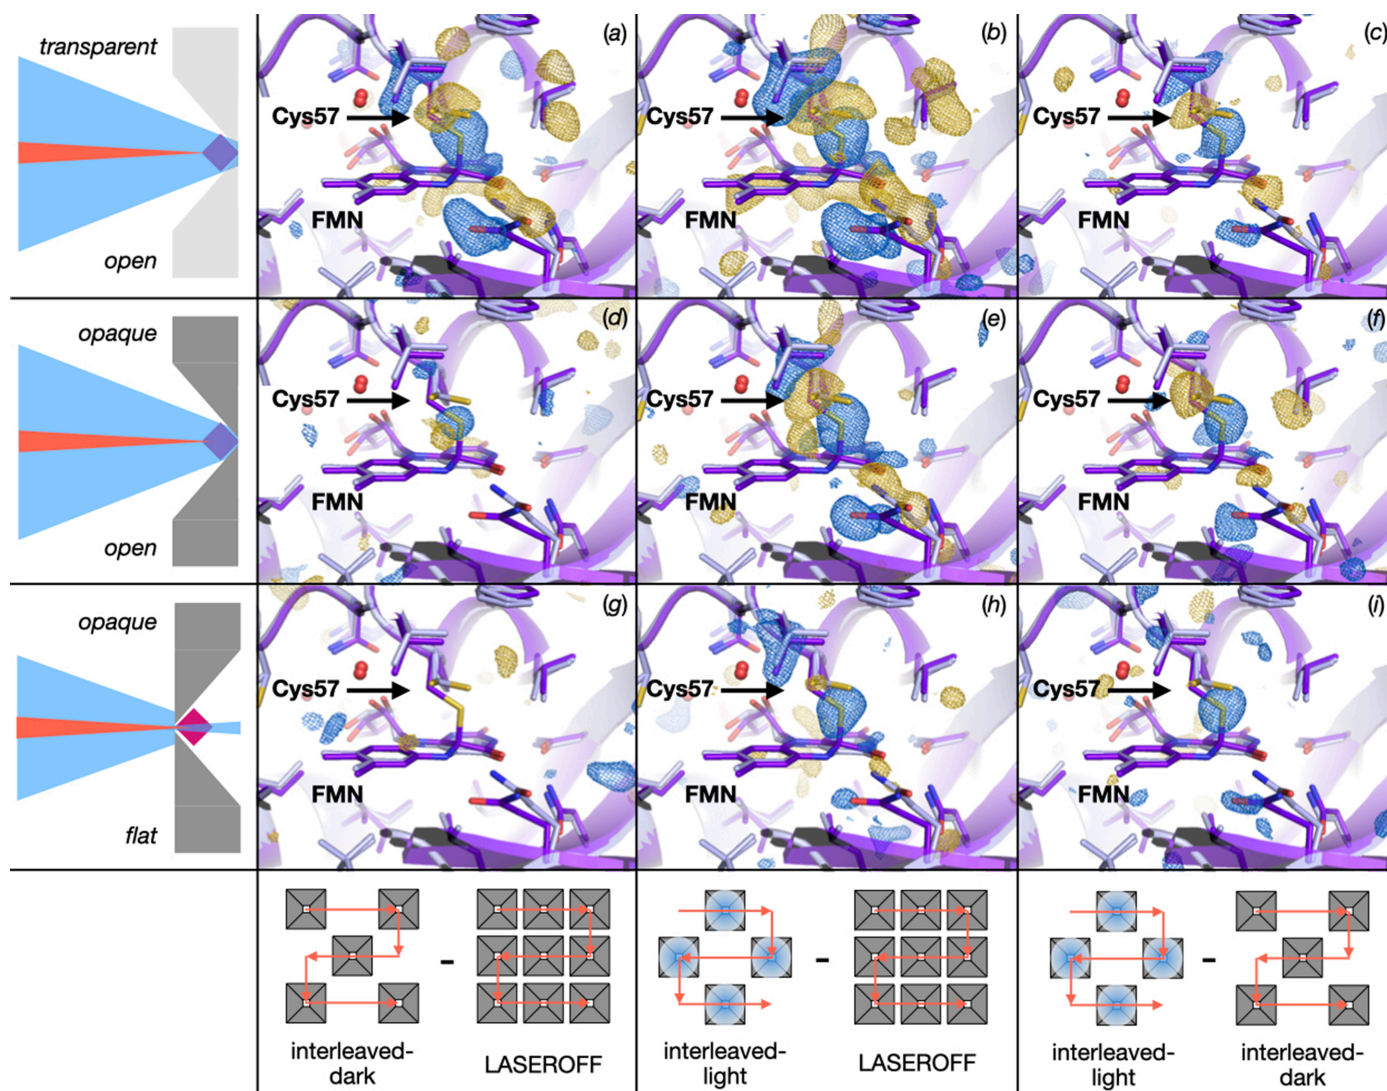 transparent
open
(a)
Cys57
FMN
(b)
Cys57
FMN
(c)
Cys57
FMN
opaque
open
(d)
Cys57
FMN
(e)
Cys57
FMN
(f)
Cys57
FMN
opaque
flat
(g)
Cys57
FMN
(h)
Cys57
FMN
(i)
Cys57
FMN
interleaved-
dark
-
LASEROFF
interleaved-
light
-
LASEROFF
interleaved-
light
-
interleaved-
dark